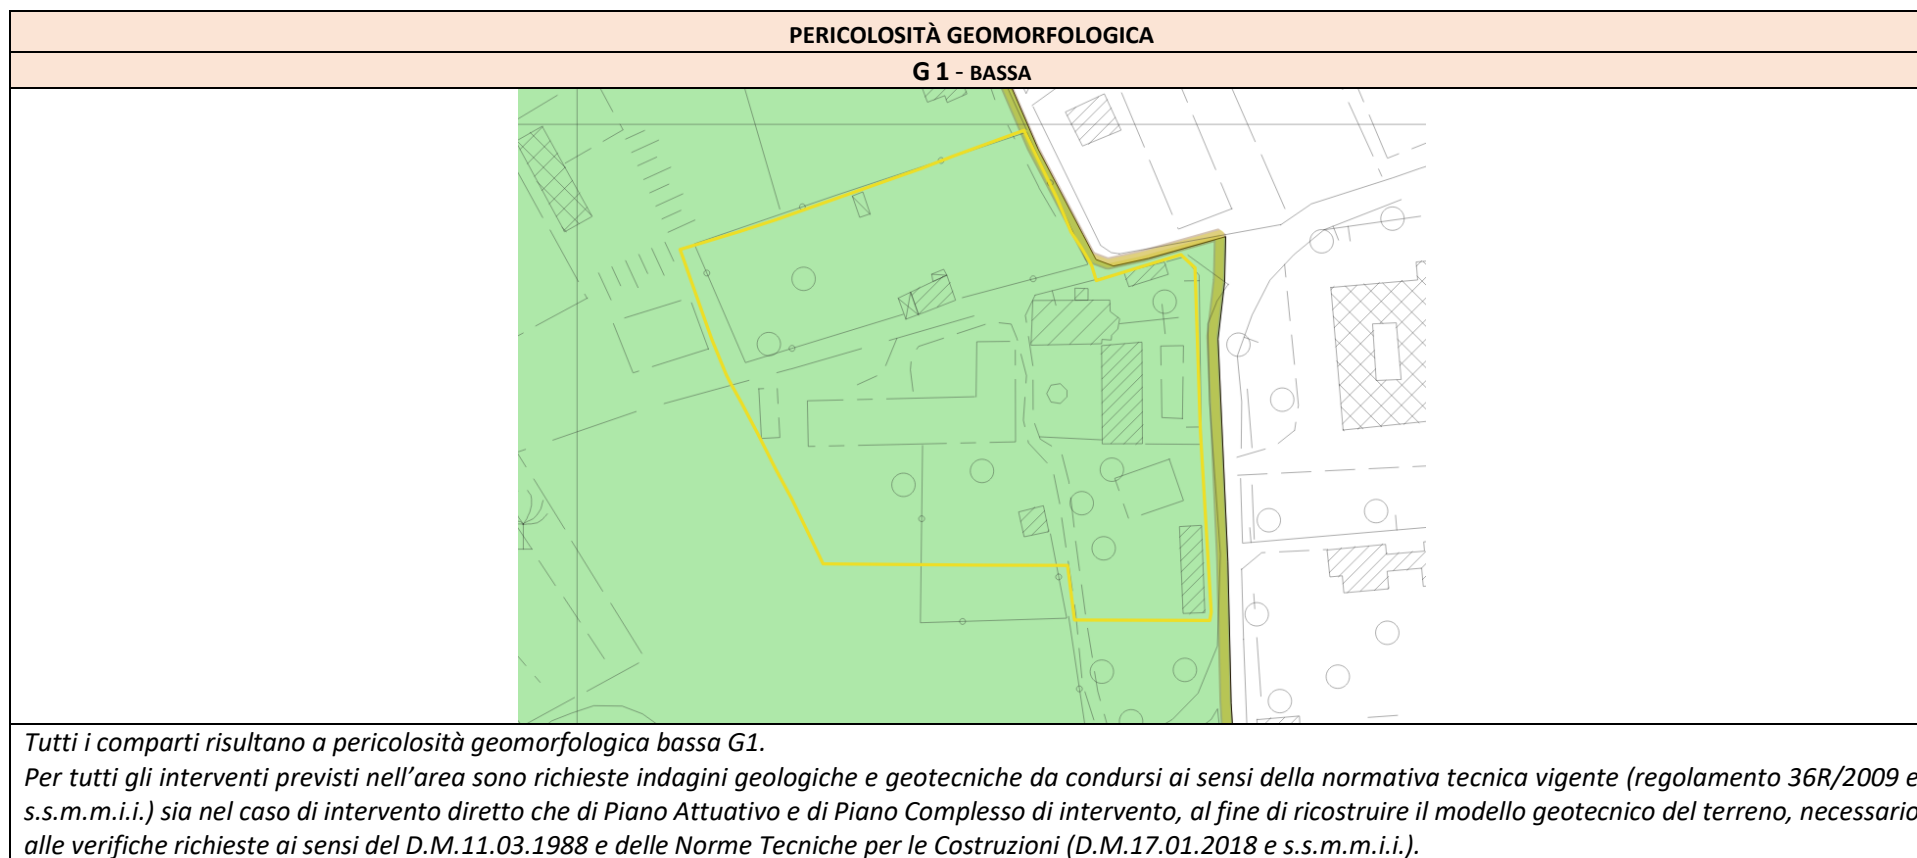 PERICOLOSITÀ GEOMORFOLOGICA
G 1 - BASSA
Tutti i comparti risultano a pericolosità geomorfologica bassa G1.
Per tutti gli interventi previsti nell'area sono richieste indagini geologiche e geotecniche da condursi ai sensi della normativa tecnica vigente (regolamento 36R/2009 e
s.s.m.m.i.i.) sia nel caso di intervento diretto che di Piano Attuativo e di Piano Complesso di intervento, al fine di ricostruire il modello geotecnico del terreno, necessario
alle verifiche richieste ai sensi del D.M.11.03.1988 e delle Norme Tecniche per le Costruzioni (D.M.17.01.2018 e s.s.m.m.i.i.).